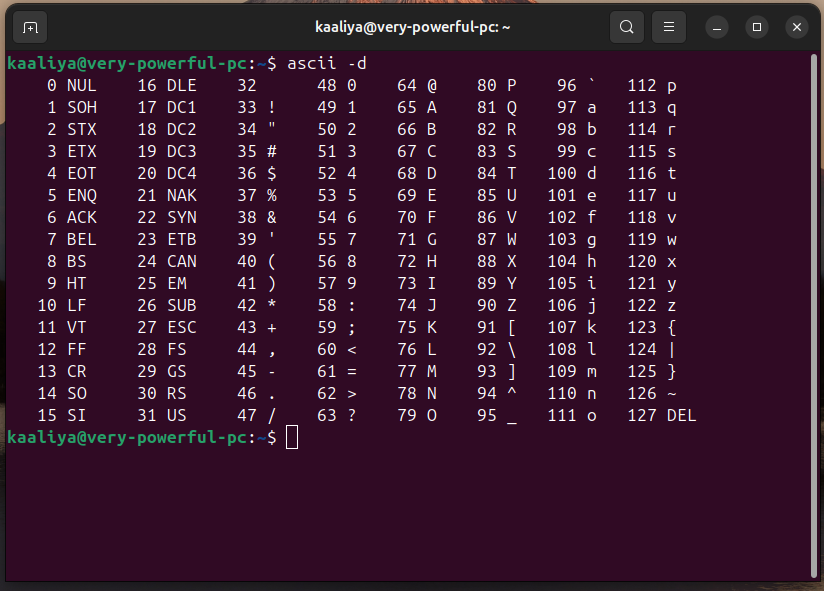 kaaliya@very-powerful-pc: ~
kaaliya@very-powerful-pc:~$ ascii -d
    0 NUL    16 DLE    32      48 0    64 @    80 P    96 `   112 p
    1 SOH    17 DC1    33 !    49 1    65 A    81 Q    97 a   113 q
    2 STX    18 DC2    34 "    50 2    66 B    82 R    98 b   114 r
    3 ETX    19 DC3    35 #    51 3    67 C    83 S    99 c   115 s
    4 EOT    20 DC4    36 $    52 4    68 D    84 T   100 d   116 t
    5 ENQ    21 NAK    37 %    53 5    69 E    85 U   101 e   117 u
    6 ACK    22 SYN    38 &    54 6    70 F    86 V   102 f   118 v
    7 BEL    23 ETB    39 '    55 7    71 G    87 W   103 g   119 w
    8 BS     24 CAN    40 (    56 8    72 H    88 X   104 h   120 x
    9 HT     25 EM     41 )    57 9    73 I    89 Y   105 i   121 y
   10 LF     26 SUB    42 *    58 :    74 J    90 Z   106 j   122 z
   11 VT     27 ESC    43 +    59 ;    75 K    91 [   107 k   123 {
   12 FF     28 FS     44 ,    60 <    76 L    92 \   108 l   124 |
   13 CR     29 GS     45 -    61 =    77 M    93 ]   109 m   125 }
   14 SO     30 RS     46 .    62 >    78 N    94 ^   110 n   126 ~
   15 SI     31 US     47 /    63 ?    79 O    95 _   111 o   127 DEL
kaaliya@very-powerful-pc:~$